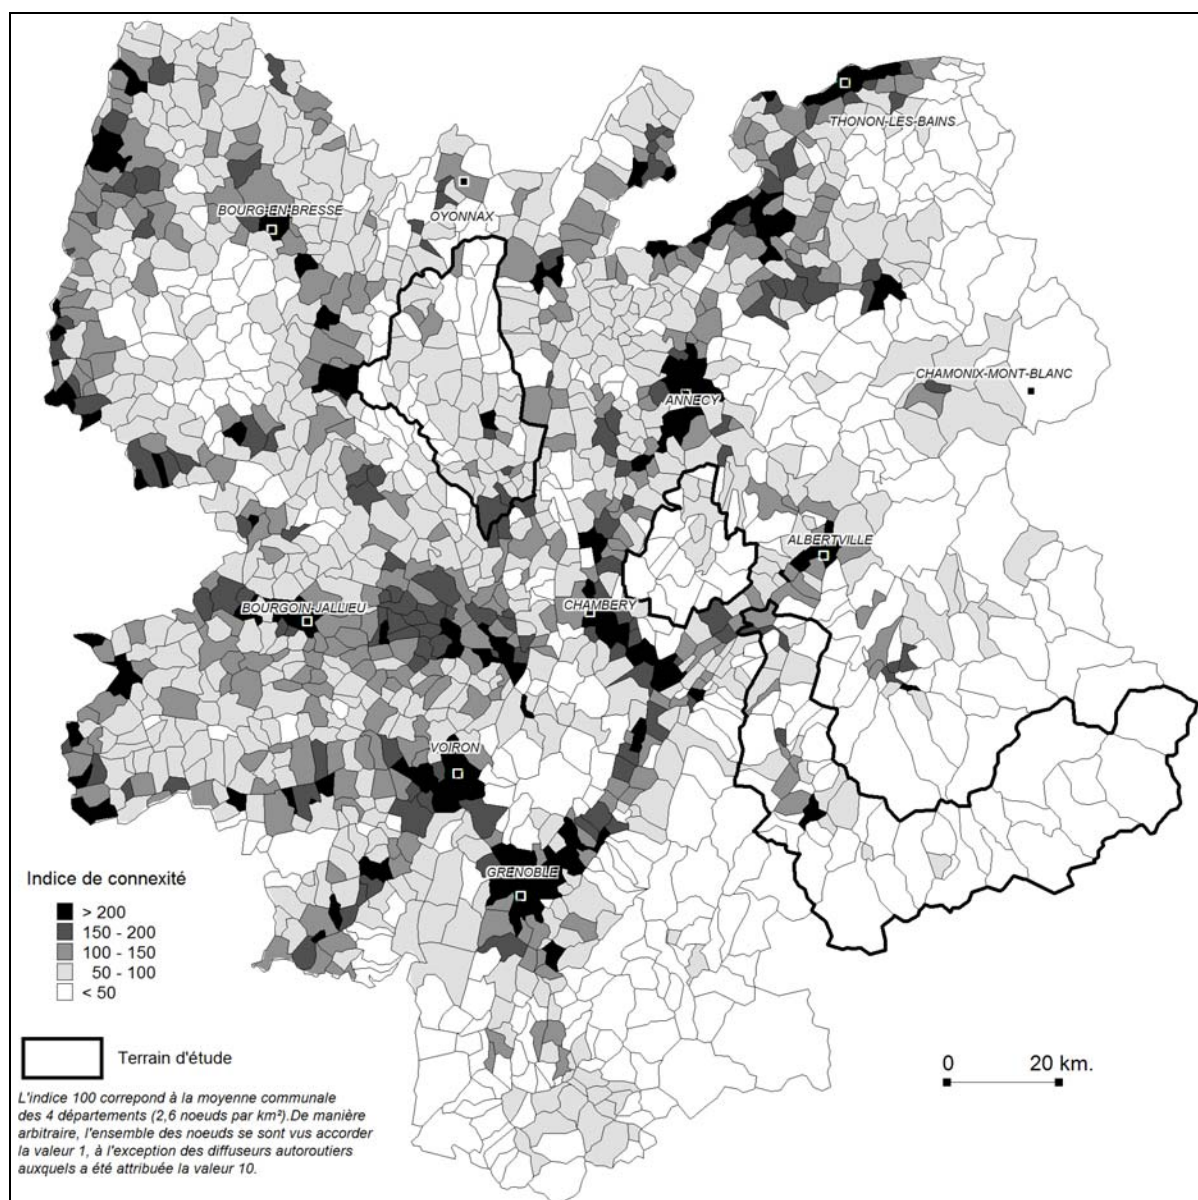 THONON-LES-BAINS
BOURG-EN-BRESSE
OYONNAX
CHAMONIX-MONT-BLANC
ANNECY
ALBERTVILLE
BOURGOIN-JALLIEU
CHAMBERY
VOIRON
GRENOBLE
Indice de connexité
> 200
150 - 200
100 - 150
50 - 100
< 50
Terrain d'étude
0 20 km.
L'indice 100 correpond à la moyenne communale
des 4 départements (2,6 noeuds par km²).De manière
arbitraire, l'ensemble des noeuds se sont vus accorder
la valeur 1, à l'exception des diffuseurs autoroutiers
auxquels a été attribuée la valeur 10.